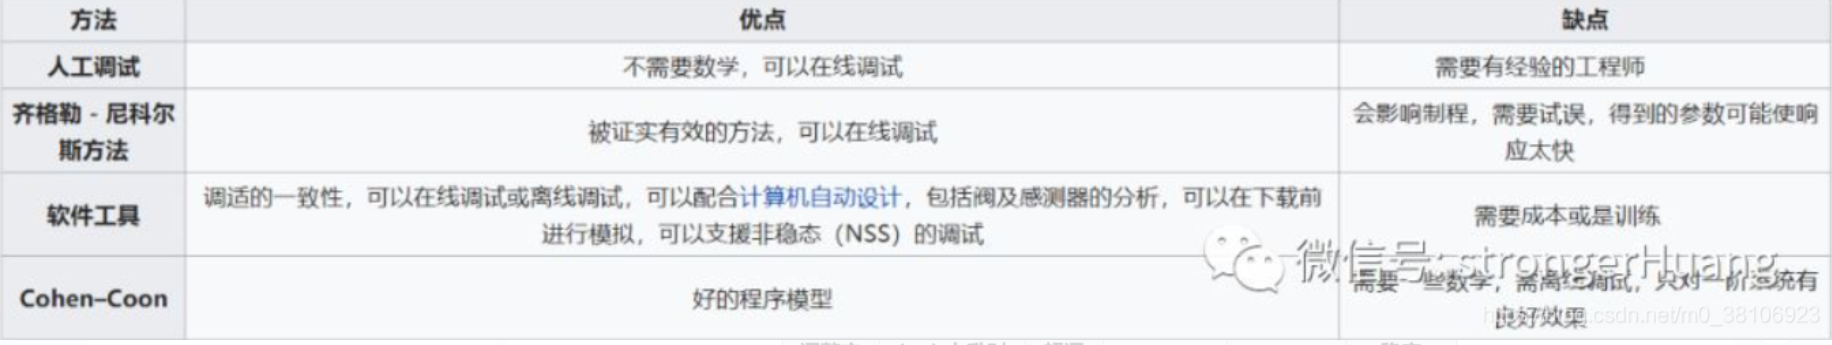 方法 优点 缺点
人工调试 不需要数学，可以在线调试 需要有经验的工程师
齐格勒 - 尼科尔
斯方法
被证实有效的方法，可以在线调试
会影响制程，需要试误，得到的参数可能使响
应太快
软件工具
调适的一致性，可以在线调试或离线调试，可以配合计算机自动设计，包括阀及感测器的分析，可以在下载前
进行模拟，可以支援非稳态（NSS）的调试
需要成本或是训练
微信号: strongerHuang
Cohen–Coon
好的程序模型
需要一些数学，需离线调试，只对一阶系统有
良好效果
csdn.net/m0_38106923